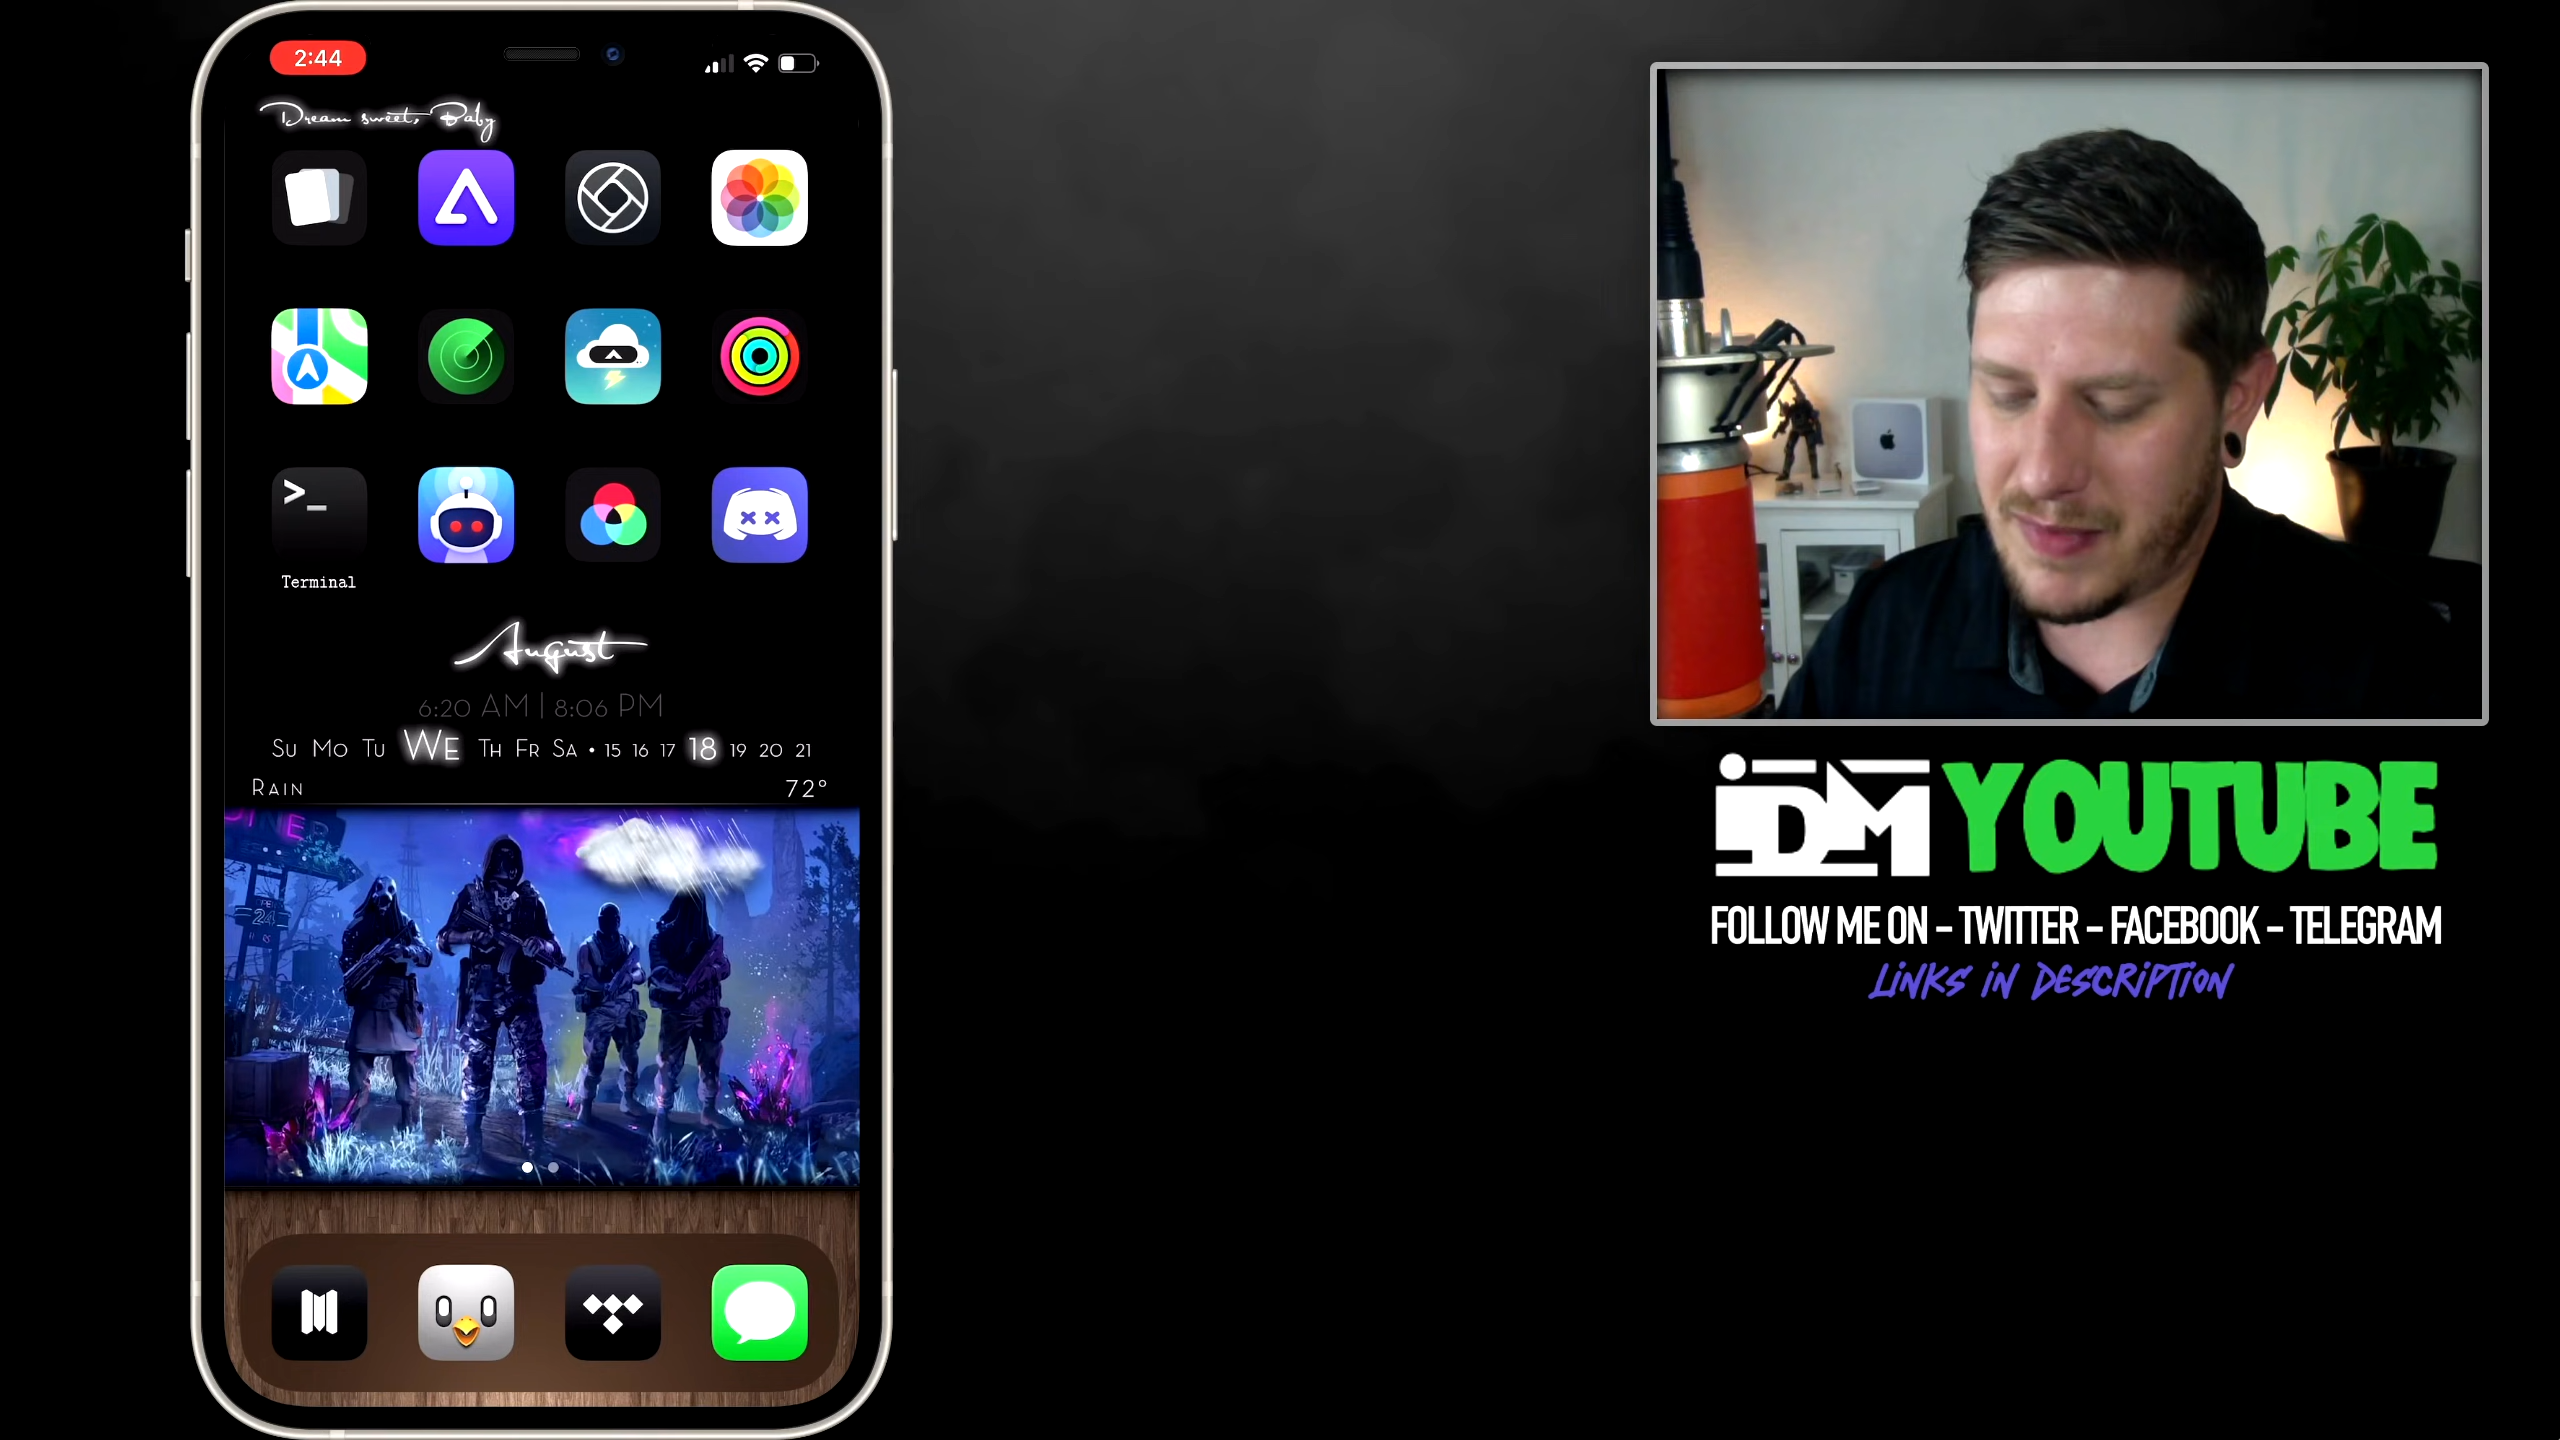 2:44
Dream sweet, Baby
>_
Terminal
August
6:20 AM | 8:06 PM
Su Mo Tu We Th Fr Sa • 15 16 17 18 19 20 21
Rain 72°
24
iDM YOUTUBE
FOLLOW ME ON - TWITTER - FACEBOOK - TELEGRAM
LiNKS iN DESCRiPTiON